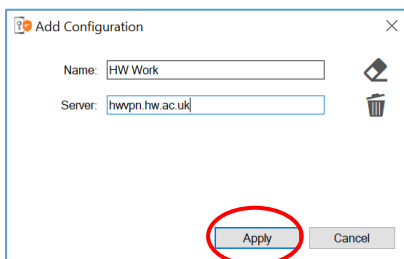 Add Configuration
Name: HW Work
Server: hwvpn.hw.ac.uk
Apply Cancel